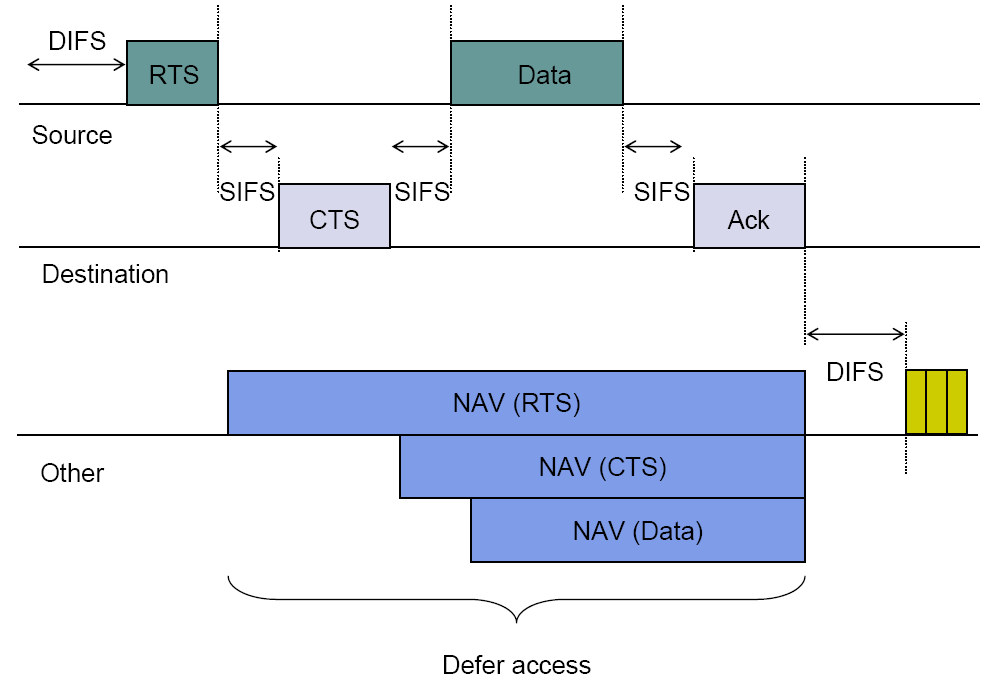 DIFS
RTS
Data
Source
SIFS
SIFS
SIFS
CTS
Ack
Destination
DIFS
NAV (RTS)
Other
NAV (CTS)
NAV (Data)
Defer access